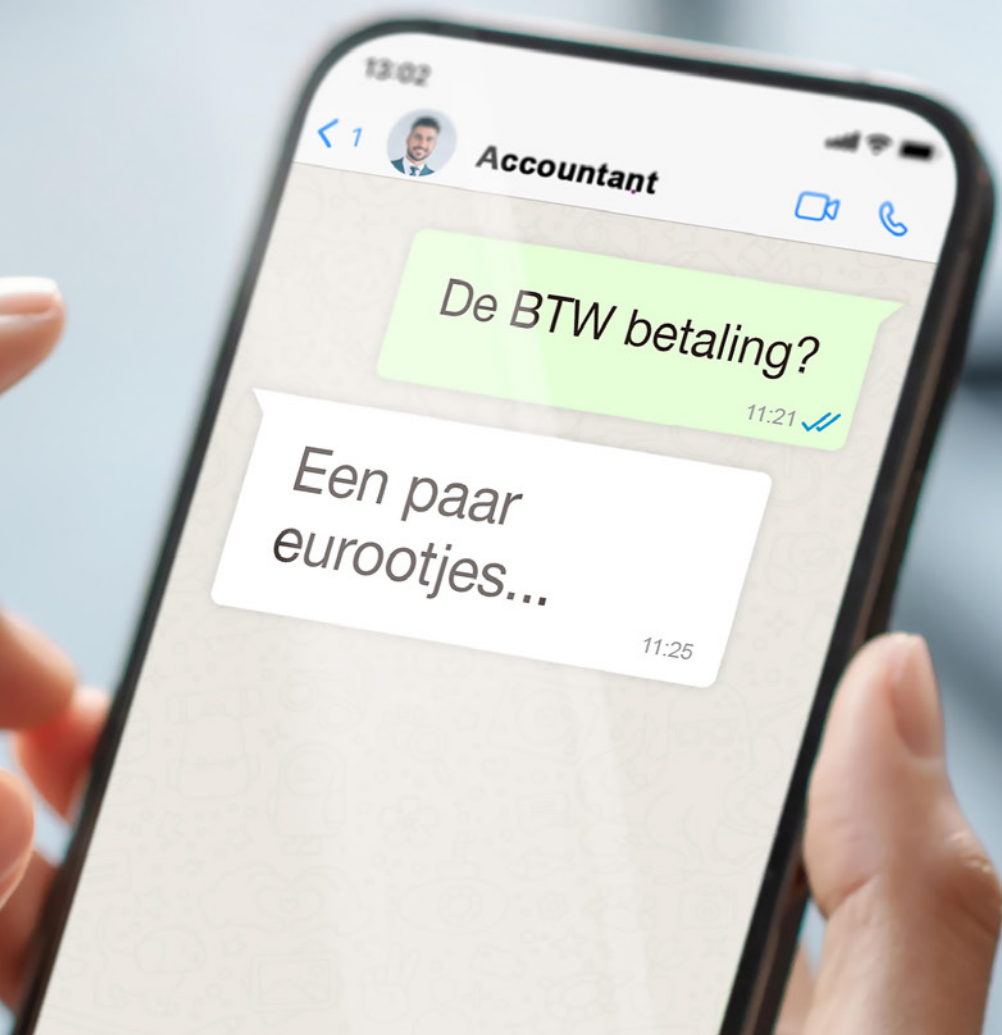 13:02
1
Accountant
De BTW betaling?
11:21
Een paar
eurootjes...
11:25